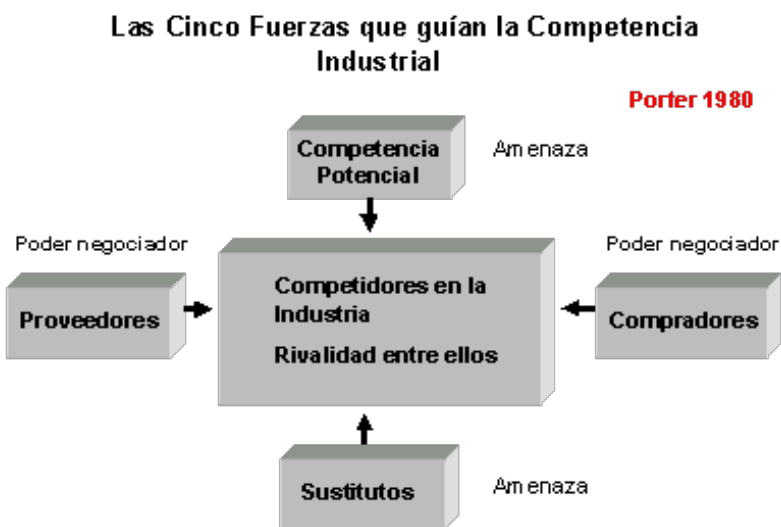 Las Cinco Fuerzas que guían la Competencia
Industrial
Porter 1980
Competencia
Potencial
Amenaza
Poder negociador
Poder negociador
Proveedores
Competidores en la
Industria
Rivalidad entre ellos
Compradores
Sustitutos
Amenaza